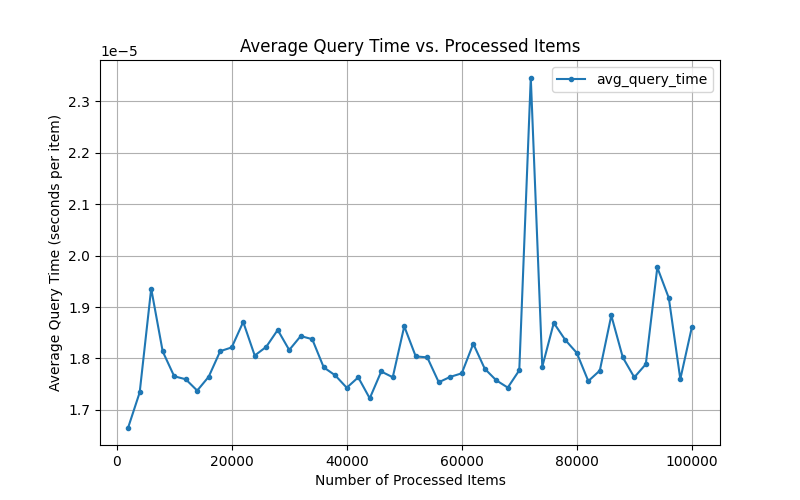 Average Query Time vs. Processed Items
1e−5
avg_query_time
2.3
2.2
2.1
2.0
1.9
1.8
1.7
Average Query Time (seconds per item)
0 20000 40000 60000 80000 100000
Number of Processed Items